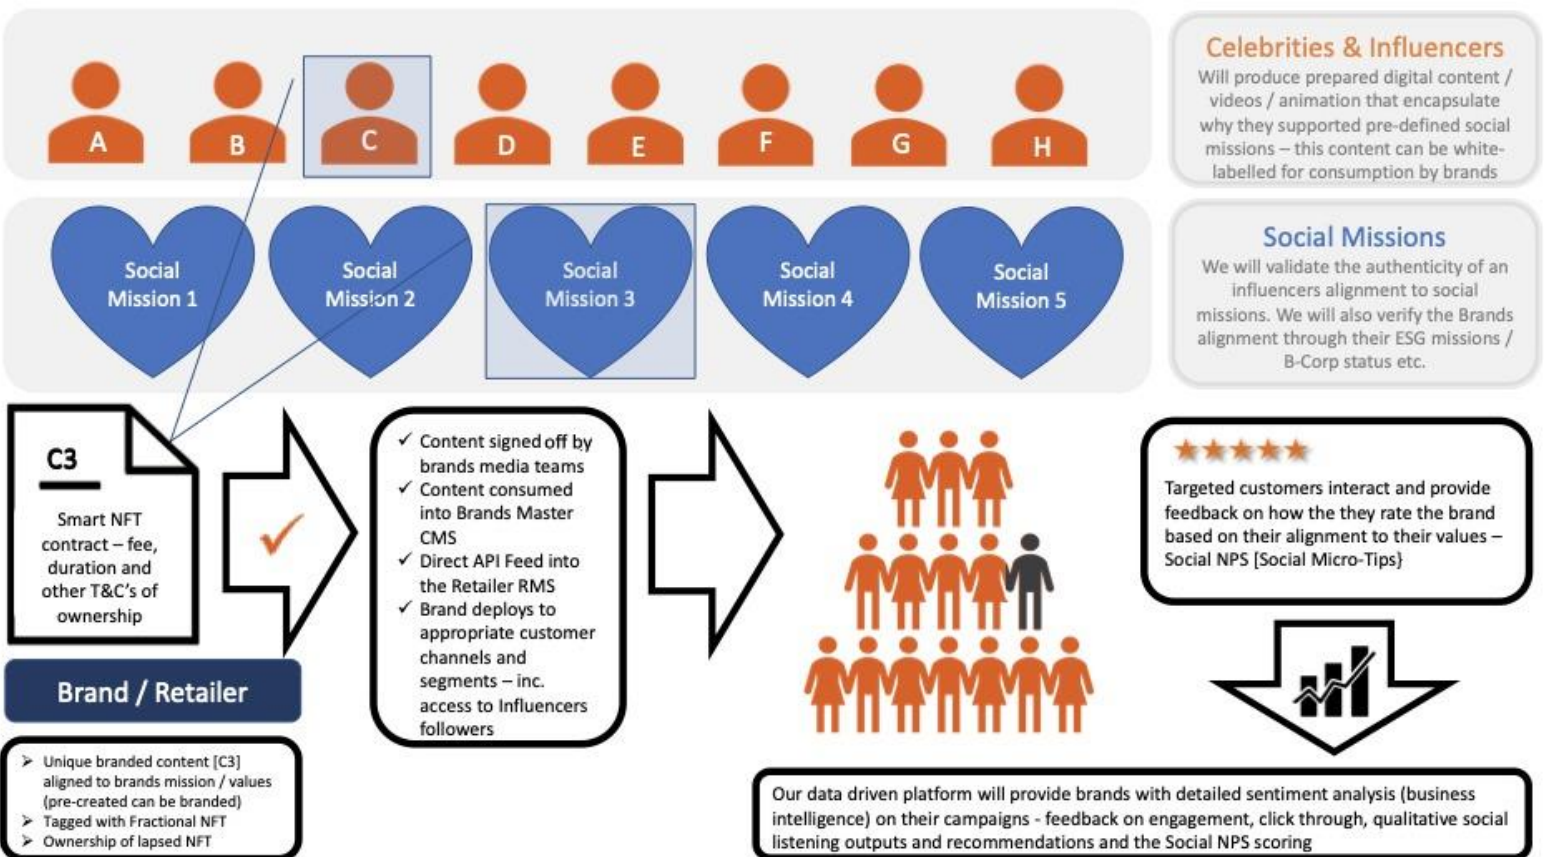 A
B
C
D
E
F
G
H
Celebrities & Influencers
Will produce prepared digital content /
videos / animation that encapsulate
why they supported pre-defined social
missions – this content can be white-
labelled for consumption by brands
Social
Mission 1
Social
Mission 2
Social
Mission 3
Social
Mission 4
Social
Mission 5
Social Missions
We will validate the authenticity of an
influencers alignment to social
missions. We will also verify the Brands
alignment through their ESG missions /
B-Corp status etc.
C3
Smart NFT
contract – fee,
duration and
other T&C's of
ownership
Brand / Retailer
➢ Unique branded content [C3]
aligned to brands mission / values
(pre-created can be branded)
➢ Tagged with Fractional NFT
➢ Ownership of lapsed NFT
✓ Content signed off by
brands media teams
✓ Content consumed
into Brands Master
CMS
✓ Direct API Feed into
the Retailer RMS
✓ Brand deploys to
appropriate customer
channels and
segments – inc.
access to Influencers
followers
Targeted customers interact and provide
feedback on how the they rate the brand
based on their alignment to their values –
Social NPS [Social Micro-Tips}
Our data driven platform will provide brands with detailed sentiment analysis (business
intelligence) on their campaigns - feedback on engagement, click through, qualitative social
listening outputs and recommendations and the Social NPS scoring